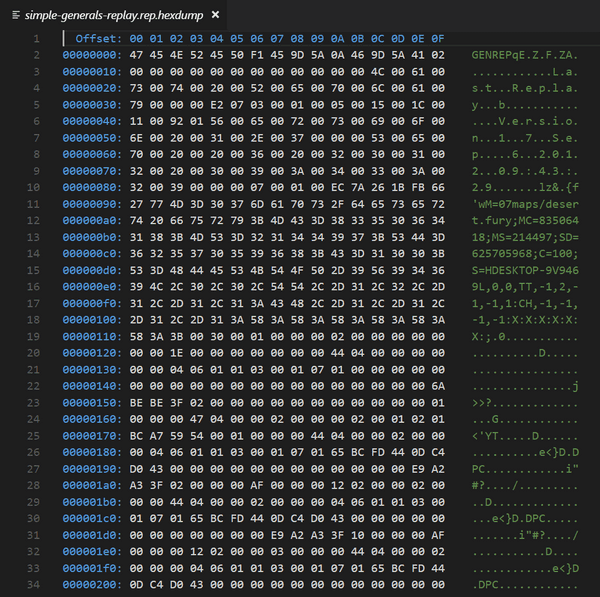 simple-generals-replay.rep.hexdump ×
1 Offset: 00 01 02 03 04 05 06 07 08 09 0A 0B 0C 0D 0E 0F
2 00000000: 47 45 4E 52 45 50 F1 45 9D 5A 0A 46 9D 5A 41 02 GENREPqE.Z.F.ZA.
3 00000010: 00 00 00 00 00 00 00 00 00 00 00 00 4C 00 61 00 ............L.a.
4 00000020: 73 00 74 00 20 00 52 00 65 00 70 00 6C 00 61 00 s.t...R.e.p.l.a.
5 00000030: 79 00 00 00 E2 07 03 00 01 00 05 00 15 00 1C 00 y...b...........
6 00000040: 11 00 92 01 56 00 65 00 72 00 73 00 69 00 6F 00 ....V.e.r.s.i.o.
7 00000050: 6E 00 20 00 31 00 2E 00 37 00 00 00 53 00 65 00 n...1...7...S.e.
8 00000060: 70 00 20 00 20 00 36 00 20 00 32 00 30 00 31 00 p.....6...2.0.1.
9 00000070: 32 00 20 00 30 00 39 00 3A 00 34 00 33 00 3A 00 2...0.9.:.4.3.:.
10 00000080: 32 00 39 00 00 00 07 00 01 00 EC 7A 26 1B FB 66 2.9.......lz&.{f
11 00000090: 27 77 4D 3D 30 37 6D 61 70 73 2F 64 65 73 65 72 'wM=07maps/deser
12 000000a0: 74 20 66 75 72 79 3B 4D 43 3D 38 33 35 30 36 34 t.fury;MC=835064
13 000000b0: 31 38 3B 4D 53 3D 32 31 34 34 39 37 3B 53 44 3D 18;MS=214497;SD=
14 000000c0: 36 32 35 37 30 35 39 36 38 3B 43 3D 31 30 30 3B 625705968;C=100;
15 000000d0: 53 3D 48 44 45 53 4B 54 4F 50 2D 39 56 39 34 36 S=HDESKTOP-9V946
16 000000e0: 39 4C 2C 30 2C 30 2C 54 54 2C 2D 31 2C 32 2C 2D 9L,0,0,TT,-1,2,-
17 000000f0: 31 2C 2D 31 2C 31 3A 43 48 2C 2D 31 2C 2D 31 2C 1,-1,1:CH,-1,-1,
18 00000100: 2D 31 2C 2D 31 3A 58 3A 58 3A 58 3A 58 3A 58 3A -1,-1:X:X:X:X:X:
19 00000110: 58 3A 3B 00 30 00 01 00 00 00 00 02 00 00 00 00 X:;.0...........
20 00000120: 00 00 1E 00 00 00 00 00 00 00 00 44 04 00 00 00 ...........D....
21 00000130: 00 00 04 06 01 01 03 00 01 07 01 00 00 00 00 00 ................
22 00000140: 00 00 00 00 00 00 00 00 00 00 00 00 00 00 00 6A ...............j
23 00000150: BE BE 3F 02 00 00 00 00 00 00 00 00 00 00 00 01 >>?.............
24 00000160: 00 00 00 47 04 00 00 02 00 00 00 02 00 01 02 01 ...G............
25 00000170: BC A7 59 54 00 01 00 00 00 44 04 00 00 02 00 00 <'YT.....D......
26 00000180: 00 04 06 01 01 03 00 01 07 01 65 BC FD 44 0D C4 ..........e<}D.D
27 00000190: D0 43 00 00 00 00 00 00 00 00 00 00 00 00 E9 A2 PC............i"
28 000001a0: A3 3F 02 00 00 00 AF 00 00 00 12 02 00 00 02 00 #?..../.........
29 000001b0: 00 00 44 04 00 00 02 00 00 00 04 06 01 01 03 00 ..D.............
30 000001c0: 01 07 01 65 BC FD 44 0D C4 D0 43 00 00 00 00 00 ...e<}D.DPC.....
31 000001d0: 00 00 00 00 00 00 00 E9 A2 A3 3F 10 00 00 00 AF .......i"#?..../
32 000001e0: 00 00 00 12 02 00 00 03 00 00 00 44 04 00 00 02 ...........D....
33 000001f0: 00 00 00 04 06 01 01 03 00 01 07 01 65 BC FD 44 ............e<}D
34 00000200: 0D C4 D0 43 00 00 00 00 00 00 00 00 00 00 00 00 .DPC............